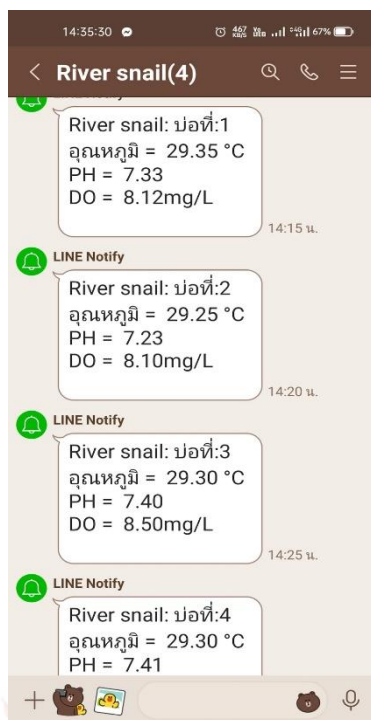 14:35:30
67%
River snail(4)
River snail: บ่อที่:1
อุณหภูมิ = 29.35 °C
PH = 7.33
DO = 8.12mg/L
14:15 น.
LINE Notify
River snail: บ่อที่:2
อุณหภูมิ = 29.25 °C
PH = 7.23
DO = 8.10mg/L
14:20 น.
LINE Notify
River snail: บ่อที่:3
อุณหภูมิ = 29.30 °C
PH = 7.40
DO = 8.50mg/L
14:25 น.
LINE Notify
River snail: บ่อที่:4
อุณหภูมิ = 29.30 °C
PH = 7.41